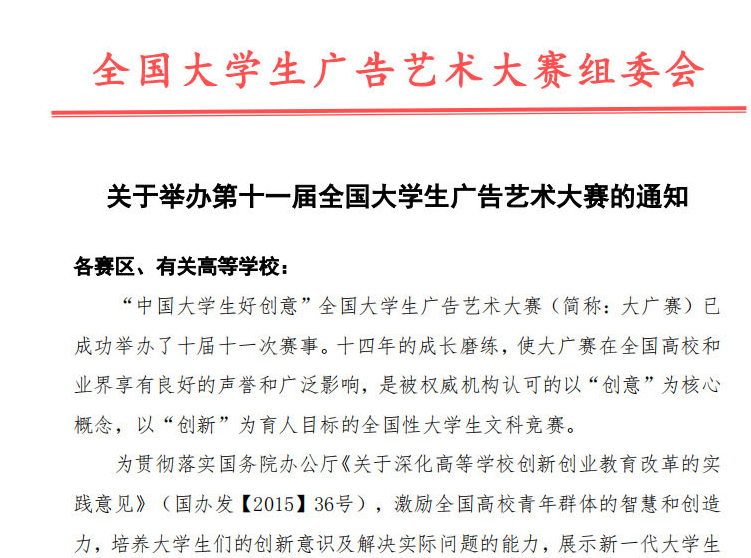 全国大学生广告艺术大赛组委会
关于举办第十一届全国大学生广告艺术大赛的通知
各赛区、有关高等学校：
“中国大学生好创意”全国大学生广告艺术大赛（简称：大广赛）已
成功举办了十届十一次赛事。十四年的成长磨练，使大广赛在全国高校和
业界享有良好的声誉和广泛影响，是被权威机构认可的以“创意”为核心
概念，以“创新”为育人目标的全国性大学生文科竞赛。
为贯彻落实国务院办公厅《关于深化高等学校创新创业教育改革的实
践意见》（国办发【2015】36号），激励全国高校青年群体的智慧和创造
力，培养大学生们的创新意识及解决实际问题的能力，展示新一代大学生